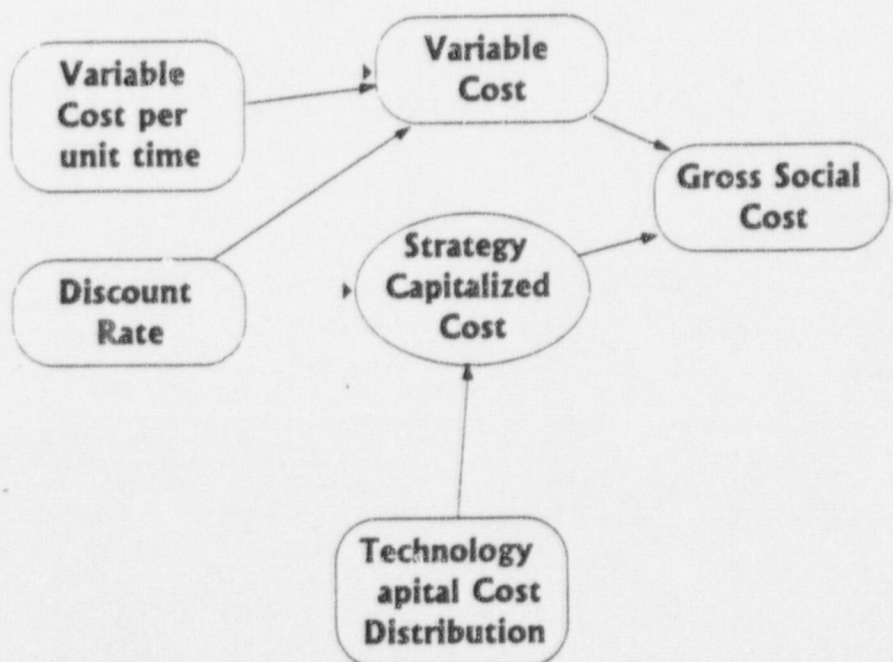 Variable
Cost per
unit time
Variable
Cost
Gross Social
Cost
Strategy
Capitalized
Cost
Discount
Rate
Technology
apital Cost
Distribution